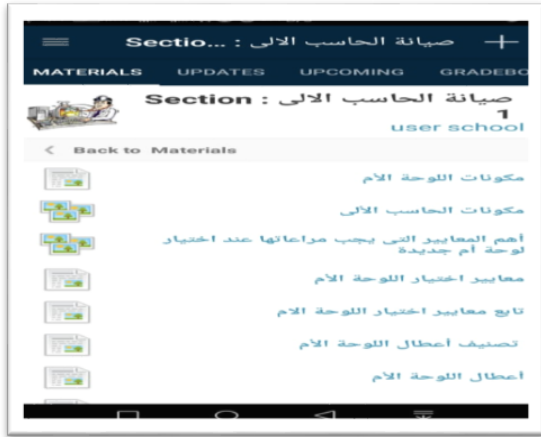 صيانة الحاسب الالى : ...Sectio
MATERIALS UPDATES UPCOMING GRADEBO
صيانة الحاسب الالى : Section
1
user school
< Back to Materials
مكونات اللوحة الأم
مكونات الحاسب الألى
أهم المعايير التى يجب مراعاتها عند اختيار
لوحة أم جديدة
معايير اختيار اللوحة الأم
تابع معايير اختيار اللوحة الام
تصنيف أعطال اللوحة الأم
أعطال اللوحة الأم